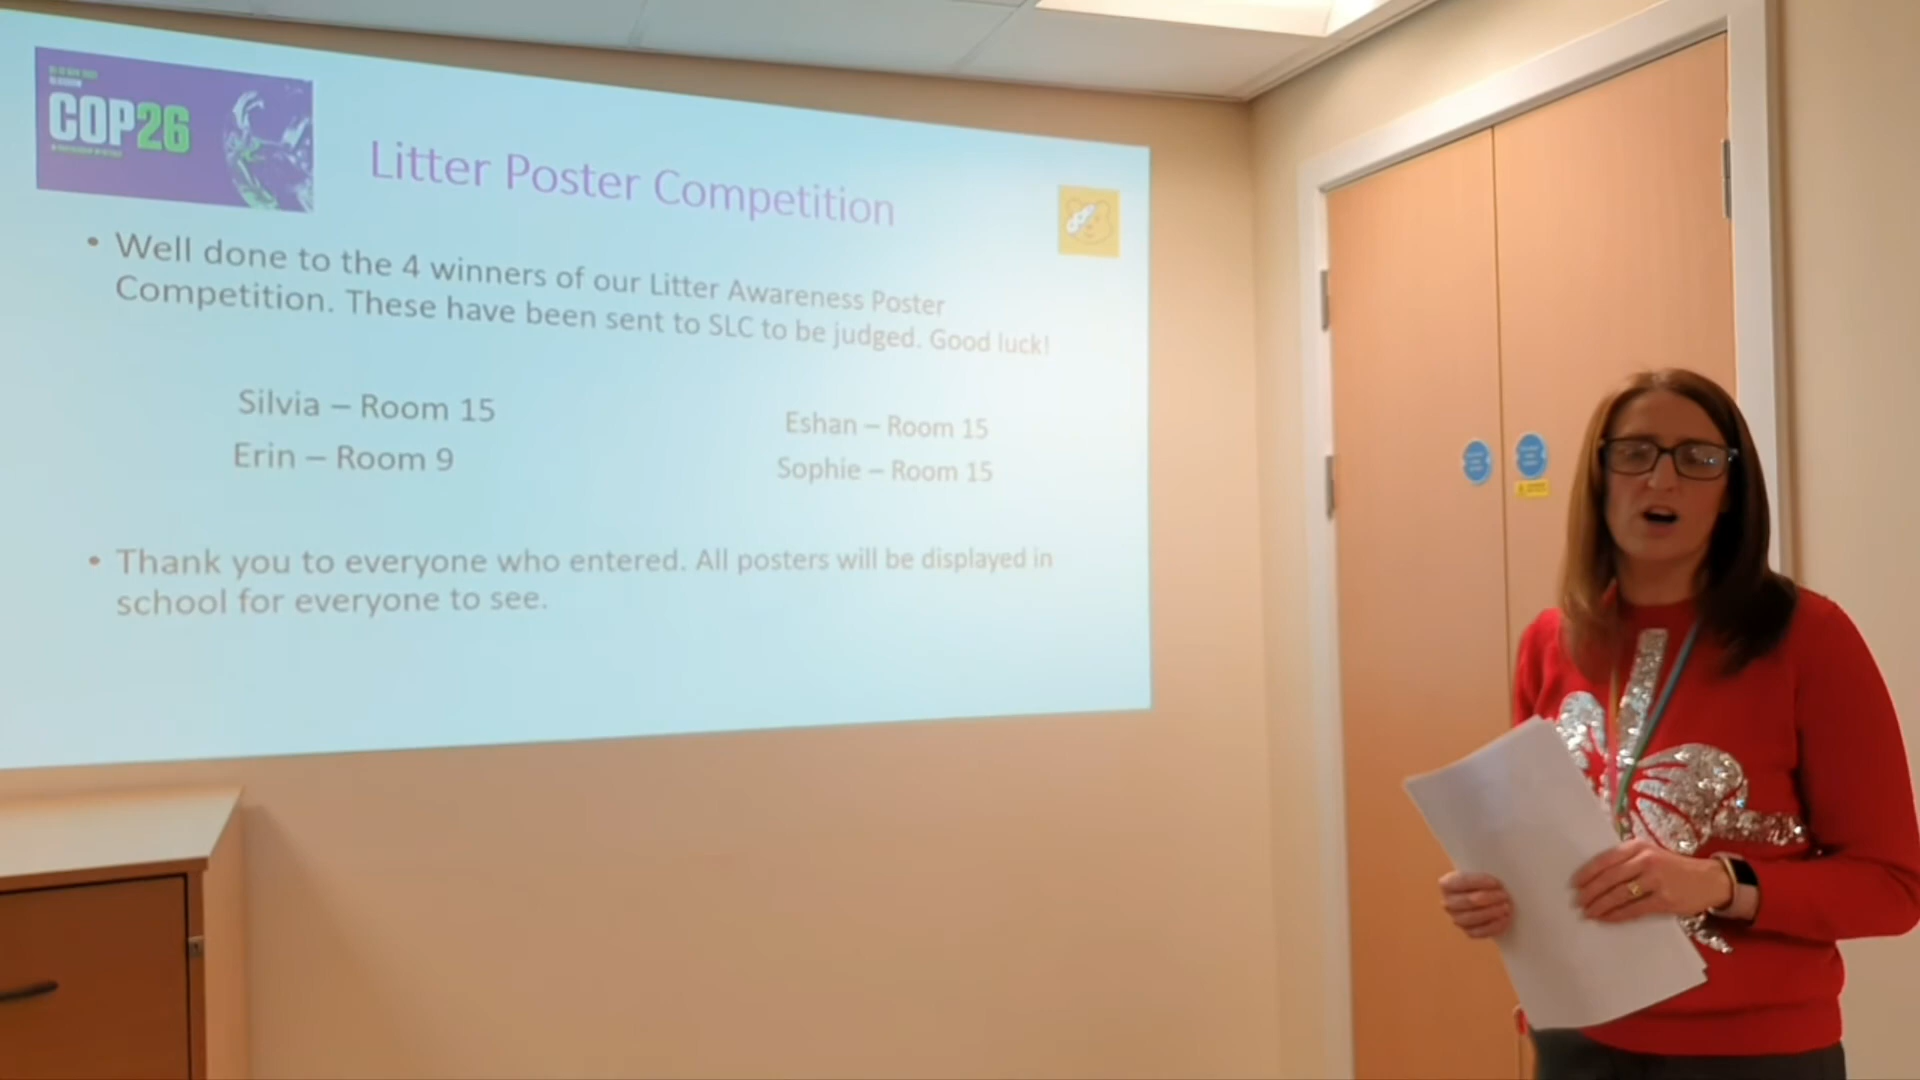 COP26
Litter Poster Competition
• Well done to the 4 winners of our Litter Awareness Poster
Competition. These have been sent to SLC to be judged. Good luck!
Silvia – Room 15
Eshan – Room 15
Erin – Room 9
Sophie – Room 15
• Thank you to everyone who entered. All posters will be displayed in
school for everyone to see.